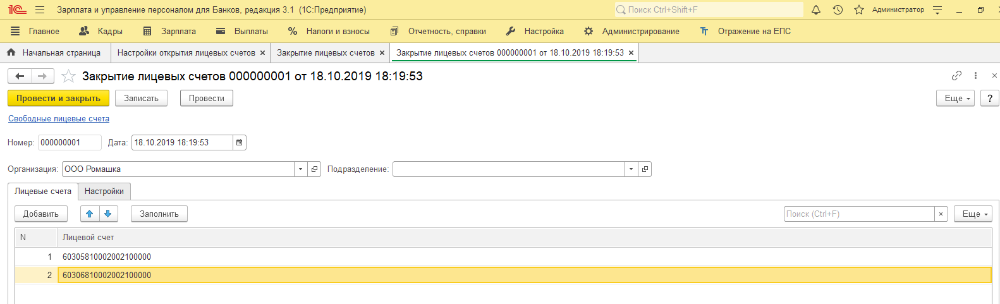 1С Зарплата и управление персоналом для Банков, редакция 3.1 (1С:Предприятие) Поиск Ctrl+Shift+F Администратор
Главное Кадры Зарплата Выплаты % Налоги и взносы Отчетность, справки Настройка Администрирование Тт Отражение на ЕПС
Начальная страница Настройки открытия лицевых счетов × Закрытие лицевых счетов × Закрытие лицевых счетов 000000001 от 18.10.2019 18:19:53 ×
Закрытие лицевых счетов 000000001 от 18.10.2019 18:19:53
Провести и закрыть Записать Провести Еще ?
Свободные лицевые счета
Номер: 000000001 Дата: 18.10.2019 18:19:53
Организация: ООО Ромашка Подразделение:
Лицевые счета Настройки
Добавить Заполнить Поиск (Ctrl+F) × Еще
N Лицевой счет
1 60305810002002100000
2 60306810002002100000